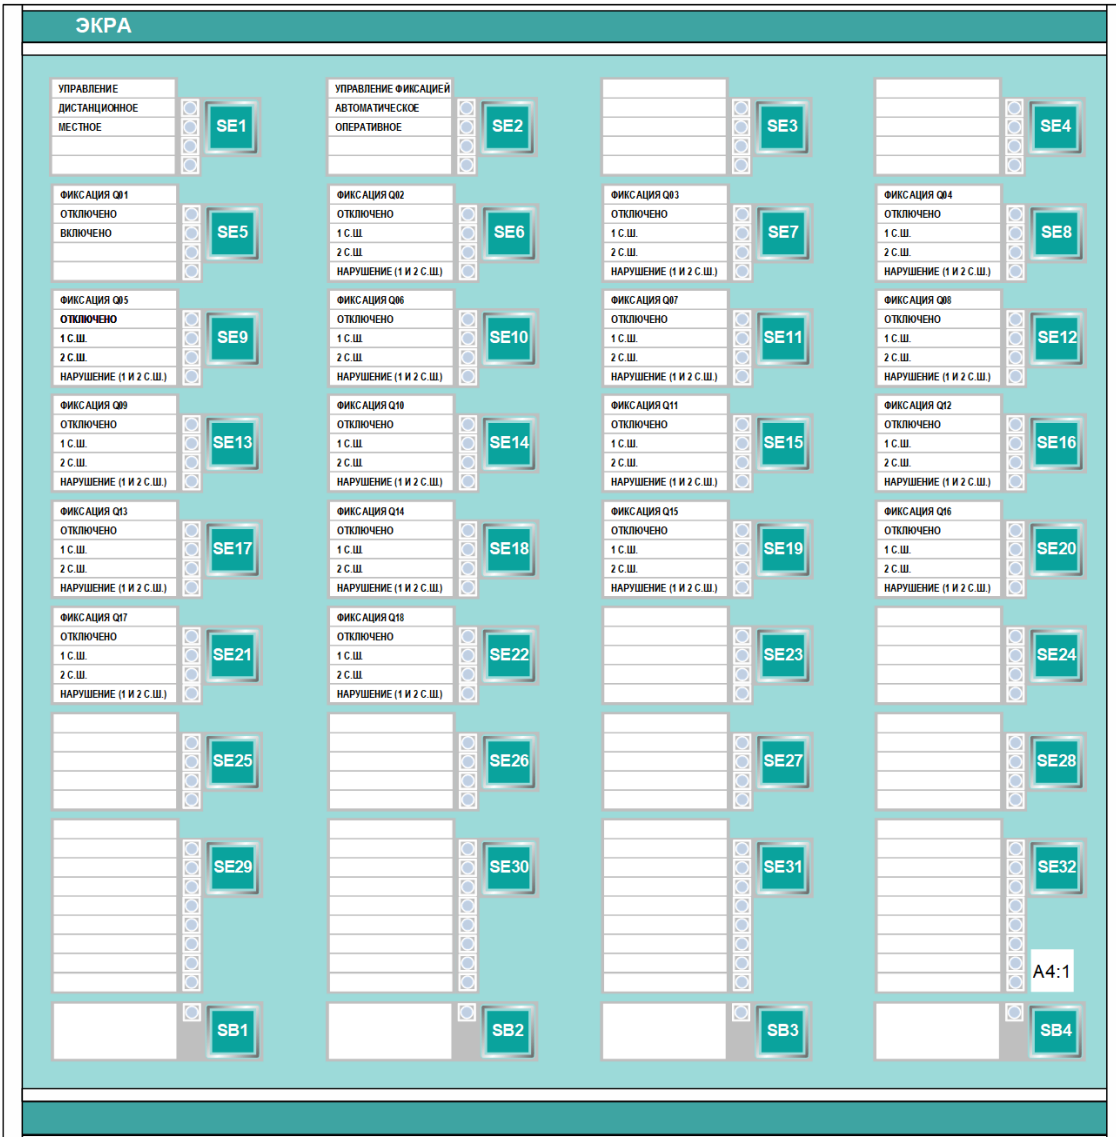 ЭКРА
УПРАВЛЕНИЕ
ДИСТАНЦИОННОЕ
МЕСТНОЕ
SE1
УПРАВЛЕНИЕ ФИКСАЦИЕЙ
АВТОМАТИЧЕСКОЕ
ОПЕРАТИВНОЕ
SE2
SE3
SE4
ФИКСАЦИЯ Q01
ОТКЛЮЧЕНО
ВКЛЮЧЕНО
SE5
ФИКСАЦИЯ Q02
ОТКЛЮЧЕНО
1 С.Ш.
2 С.Ш.
НАРУШЕНИЕ (1 И 2 С.Ш.)
SE6
ФИКСАЦИЯ Q03
ОТКЛЮЧЕНО
1 С.Ш.
2 С.Ш.
НАРУШЕНИЕ (1 И 2 С.Ш.)
SE7
ФИКСАЦИЯ Q04
ОТКЛЮЧЕНО
1 С.Ш.
2 С.Ш.
НАРУШЕНИЕ (1 И 2 С.Ш.)
SE8
ФИКСАЦИЯ Q05
ОТКЛЮЧЕНО
1 С.Ш.
2 С.Ш.
НАРУШЕНИЕ (1 И 2 С.Ш.)
SE9
ФИКСАЦИЯ Q06
ОТКЛЮЧЕНО
1 С.Ш.
2 С.Ш.
НАРУШЕНИЕ (1 И 2 С.Ш.)
SE10
ФИКСАЦИЯ Q07
ОТКЛЮЧЕНО
1 С.Ш.
2 С.Ш.
НАРУШЕНИЕ (1 И 2 С.Ш.)
SE11
ФИКСАЦИЯ Q08
ОТКЛЮЧЕНО
1 С.Ш.
2 С.Ш.
НАРУШЕНИЕ (1 И 2 С.Ш.)
SE12
ФИКСАЦИЯ Q09
ОТКЛЮЧЕНО
1 С.Ш.
2 С.Ш.
НАРУШЕНИЕ (1 И 2 С.Ш.)
SE13
ФИКСАЦИЯ Q10
ОТКЛЮЧЕНО
1 С.Ш.
2 С.Ш.
НАРУШЕНИЕ (1 И 2 С.Ш.)
SE14
ФИКСАЦИЯ Q11
ОТКЛЮЧЕНО
1 С.Ш.
2 С.Ш.
НАРУШЕНИЕ (1 И 2 С.Ш.)
SE15
ФИКСАЦИЯ Q12
ОТКЛЮЧЕНО
1 С.Ш.
2 С.Ш.
НАРУШЕНИЕ (1 И 2 С.Ш.)
SE16
ФИКСАЦИЯ Q13
ОТКЛЮЧЕНО
1 С.Ш.
2 С.Ш.
НАРУШЕНИЕ (1 И 2 С.Ш.)
SE17
ФИКСАЦИЯ Q14
ОТКЛЮЧЕНО
1 С.Ш.
2 С.Ш.
НАРУШЕНИЕ (1 И 2 С.Ш.)
SE18
ФИКСАЦИЯ Q15
ОТКЛЮЧЕНО
1 С.Ш.
2 С.Ш.
НАРУШЕНИЕ (1 И 2 С.Ш.)
SE19
ФИКСАЦИЯ Q16
ОТКЛЮЧЕНО
1 С.Ш.
2 С.Ш.
НАРУШЕНИЕ (1 И 2 С.Ш.)
SE20
ФИКСАЦИЯ Q17
ОТКЛЮЧЕНО
1 С.Ш.
2 С.Ш.
НАРУШЕНИЕ (1 И 2 С.Ш.)
SE21
ФИКСАЦИЯ Q18
ОТКЛЮЧЕНО
1 С.Ш.
2 С.Ш.
НАРУШЕНИЕ (1 И 2 С.Ш.)
SE22
SE23
SE24
SE25
SE26
SE27
SE28
SE29
SE30
SE31
SE32
A4:1
SB1
SB2
SB3
SB4